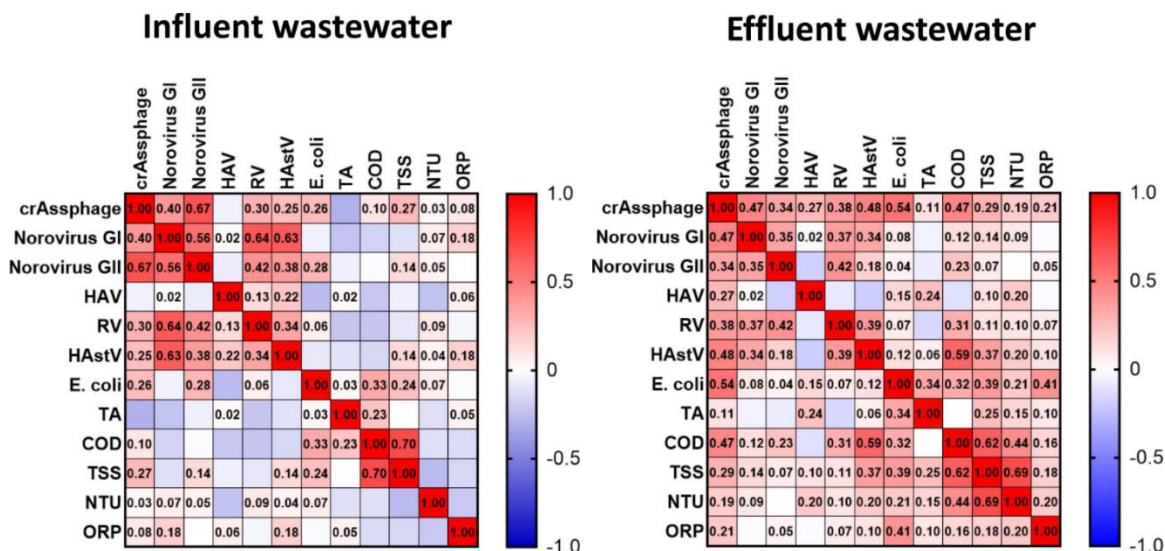 Influent wastewater
crAssphage Norovirus GI Norovirus GII HAV RV HAstV E. coli TA COD TSS NTU ORP
crAssphage 1.00 0.40 0.67 0.30 0.25 0.26 0.10 0.27 0.03 0.08
Norovirus GI 0.40 1.00 0.56 0.02 0.64 0.63 0.07 0.18
Norovirus GII 0.67 0.56 1.00 0.42 0.38 0.28 0.14 0.05
HAV 0.02 1.00 0.13 0.22 0.02 0.06
RV 0.30 0.64 0.42 0.13 1.00 0.34 0.06 0.09
HAstV 0.25 0.63 0.38 0.22 0.34 1.00 0.14 0.04 0.18
E. coli 0.26 0.28 0.06 1.00 0.03 0.33 0.24 0.07
TA 0.02 0.03 1.00 0.23 0.05
COD 0.10 0.33 0.23 1.00 0.70
TSS 0.27 0.14 0.14 0.24 0.70 1.00
NTU 0.03 0.07 0.05 0.09 0.04 0.07 1.00
ORP 0.08 0.18 0.06 0.18 0.05 1.00
1.0
0.5
0
-0.5
-1.0
Effluent wastewater
crAssphage Norovirus GI Norovirus GII HAV RV HAstV E. coli TA COD TSS NTU ORP
crAssphage 1.00 0.47 0.34 0.27 0.38 0.48 0.54 0.11 0.47 0.29 0.19 0.21
Norovirus GI 0.47 1.00 0.35 0.02 0.37 0.34 0.08 0.12 0.14 0.09
Norovirus GII 0.34 0.35 1.00 0.42 0.18 0.04 0.23 0.07 0.05
HAV 0.27 0.02 1.00 0.15 0.24 0.10 0.20
RV 0.38 0.37 0.42 1.00 0.39 0.07 0.31 0.11 0.10 0.07
HAstV 0.48 0.34 0.18 0.39 1.00 0.12 0.06 0.59 0.37 0.20 0.10
E. coli 0.54 0.08 0.04 0.15 0.07 0.12 1.00 0.34 0.32 0.39 0.21 0.41
TA 0.11 0.24 0.06 0.34 1.00 0.25 0.15 0.10
COD 0.47 0.12 0.23 0.31 0.59 0.32 1.00 0.62 0.44 0.16
TSS 0.29 0.14 0.07 0.10 0.11 0.37 0.39 0.25 0.62 1.00 0.69 0.18
NTU 0.19 0.09 0.20 0.10 0.20 0.21 0.15 0.44 0.69 1.00 0.20
ORP 0.21 0.05 0.07 0.10 0.41 0.10 0.16 0.18 0.20 1.00
1.0
0.5
0
-0.5
-1.0